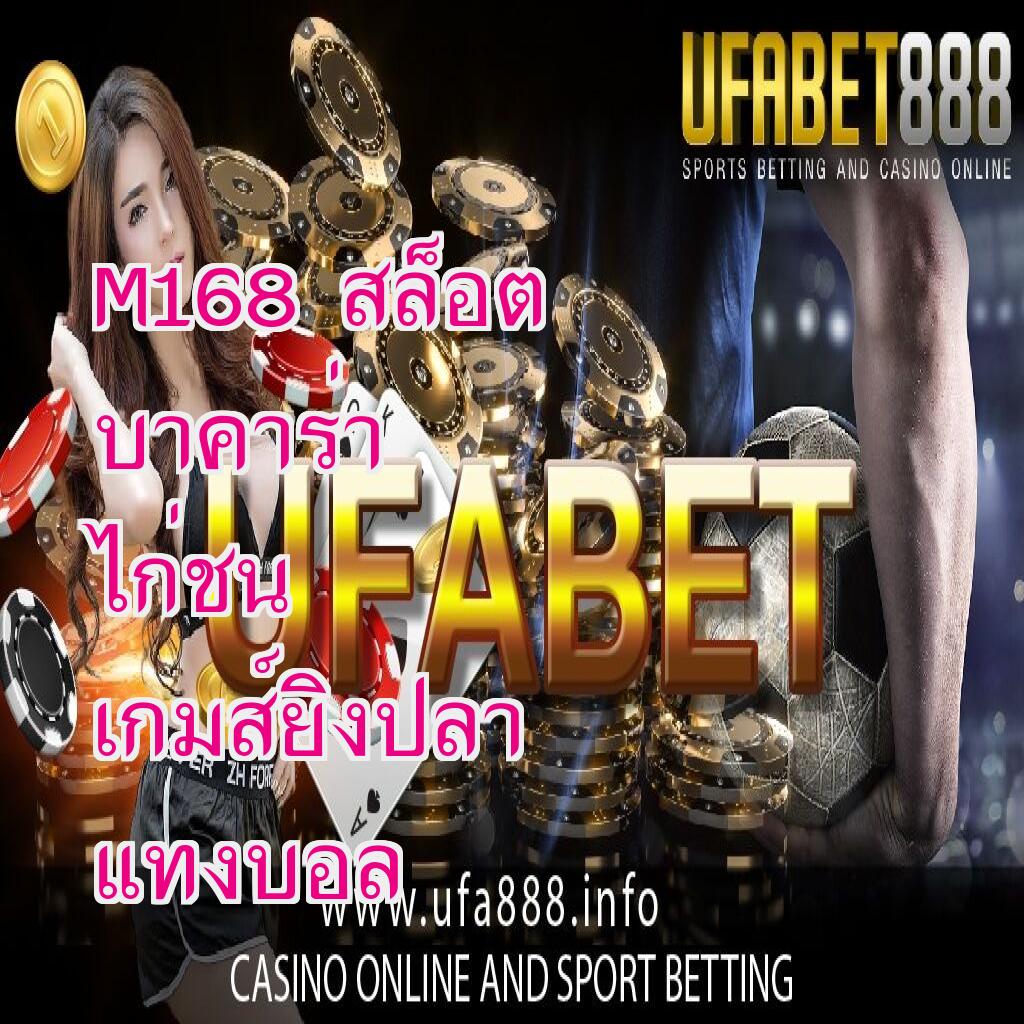 UFABET888
SPORTS BETTING AND CASINO ONLINE
M168 สล็อต
บาคาร่า
ไก่ชน
UFABET
เกมส์ยิงปลา
ZH FOR
แทงบอล
www.ufa888.info
CASINO ONLINE AND SPORT BETTING